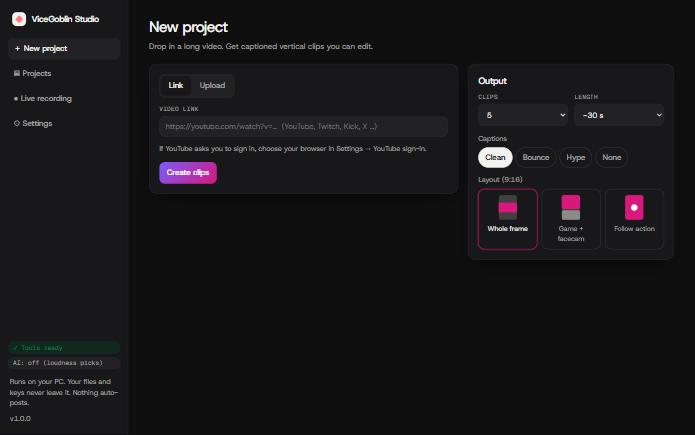 ViceGoblin Studio
+ New project
Projects
Live recording
Settings
✓ Tools ready
AI: off (loudness picks)
Runs on your PC. Your files and
keys never leave it. Nothing auto-
posts.
v1.0.0
New project
Drop in a long video. Get captioned vertical clips you can edit.
Link Upload
VIDEO LINK
https://youtube.com/watch?v=… (YouTube, Twitch, Kick, X …)
If YouTube asks you to sign in, choose your browser in Settings → YouTube sign-in.
Create clips
Output
CLIPS LENGTH
5 ~30 s
Captions
Clean Bounce Hype None
Layout (9:16)
Whole frame
Game +
facecam
Follow action